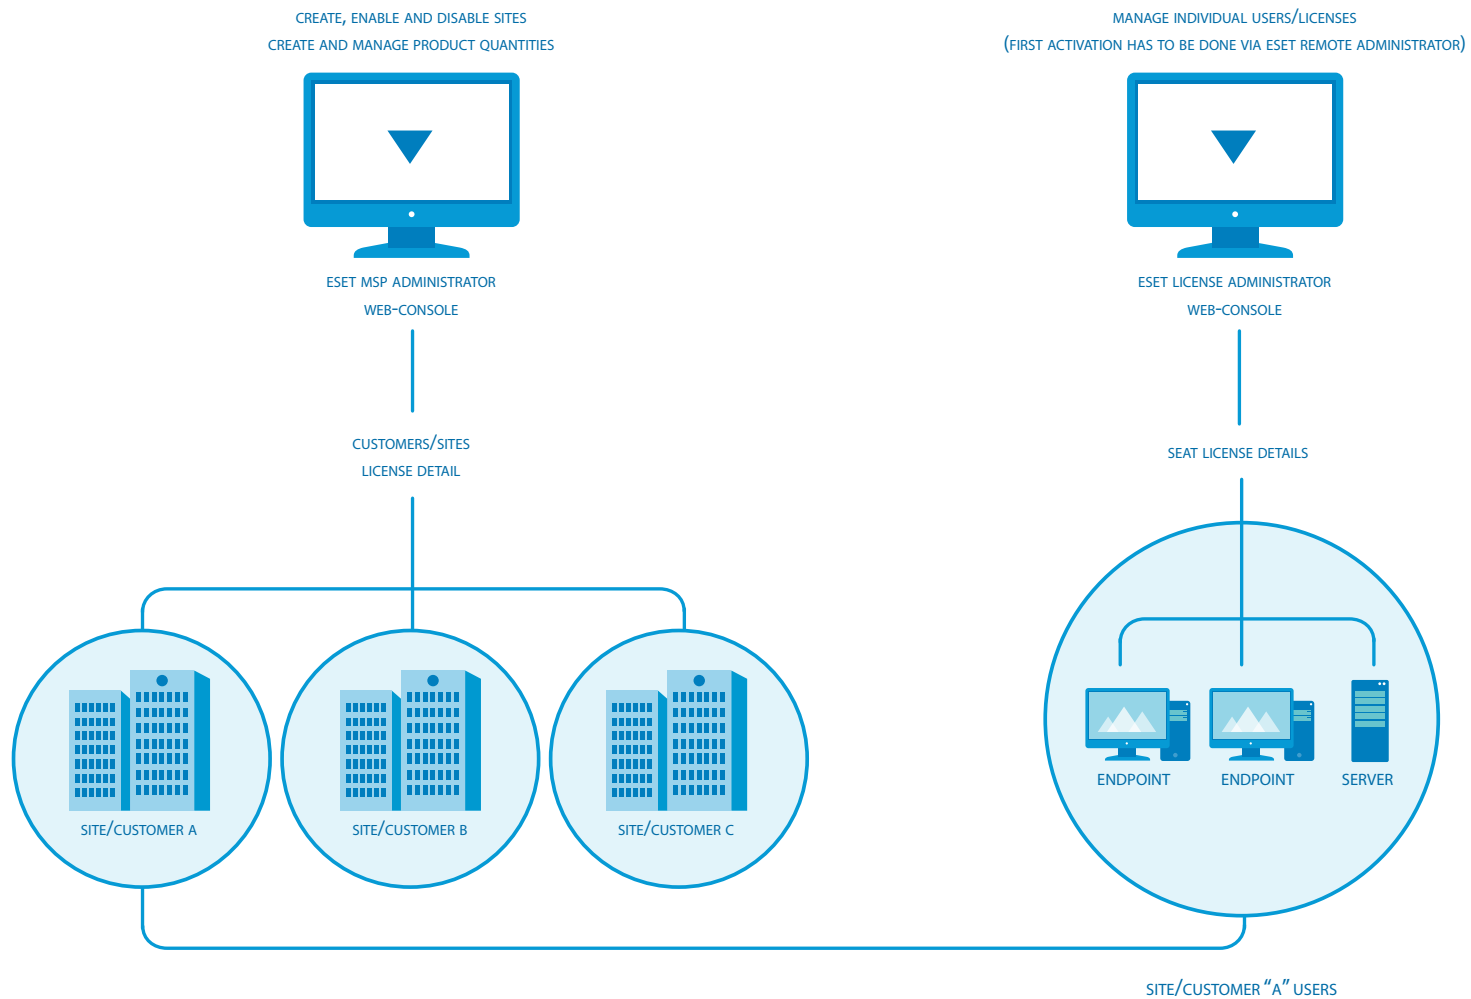 CREATE, ENABLE AND DISABLE SITES
CREATE AND MANAGE PRODUCT QUANTITIES
ESET MSP ADMINISTRATOR
WEB-CONSOLE
CUSTOMERS/SITES
LICENSE DETAIL
SITE/CUSTOMER A
SITE/CUSTOMER B
SITE/CUSTOMER C
MANAGE INDIVIDUAL USERS/LICENSES
(FIRST ACTIVATION HAS TO BE DONE VIA ESET REMOTE ADMINISTRATOR)
ESET LICENSE ADMINISTRATOR
WEB-CONSOLE
SEAT LICENSE DETAILS
ENDPOINT
ENDPOINT
SERVER
SITE/CUSTOMER "A" USERS